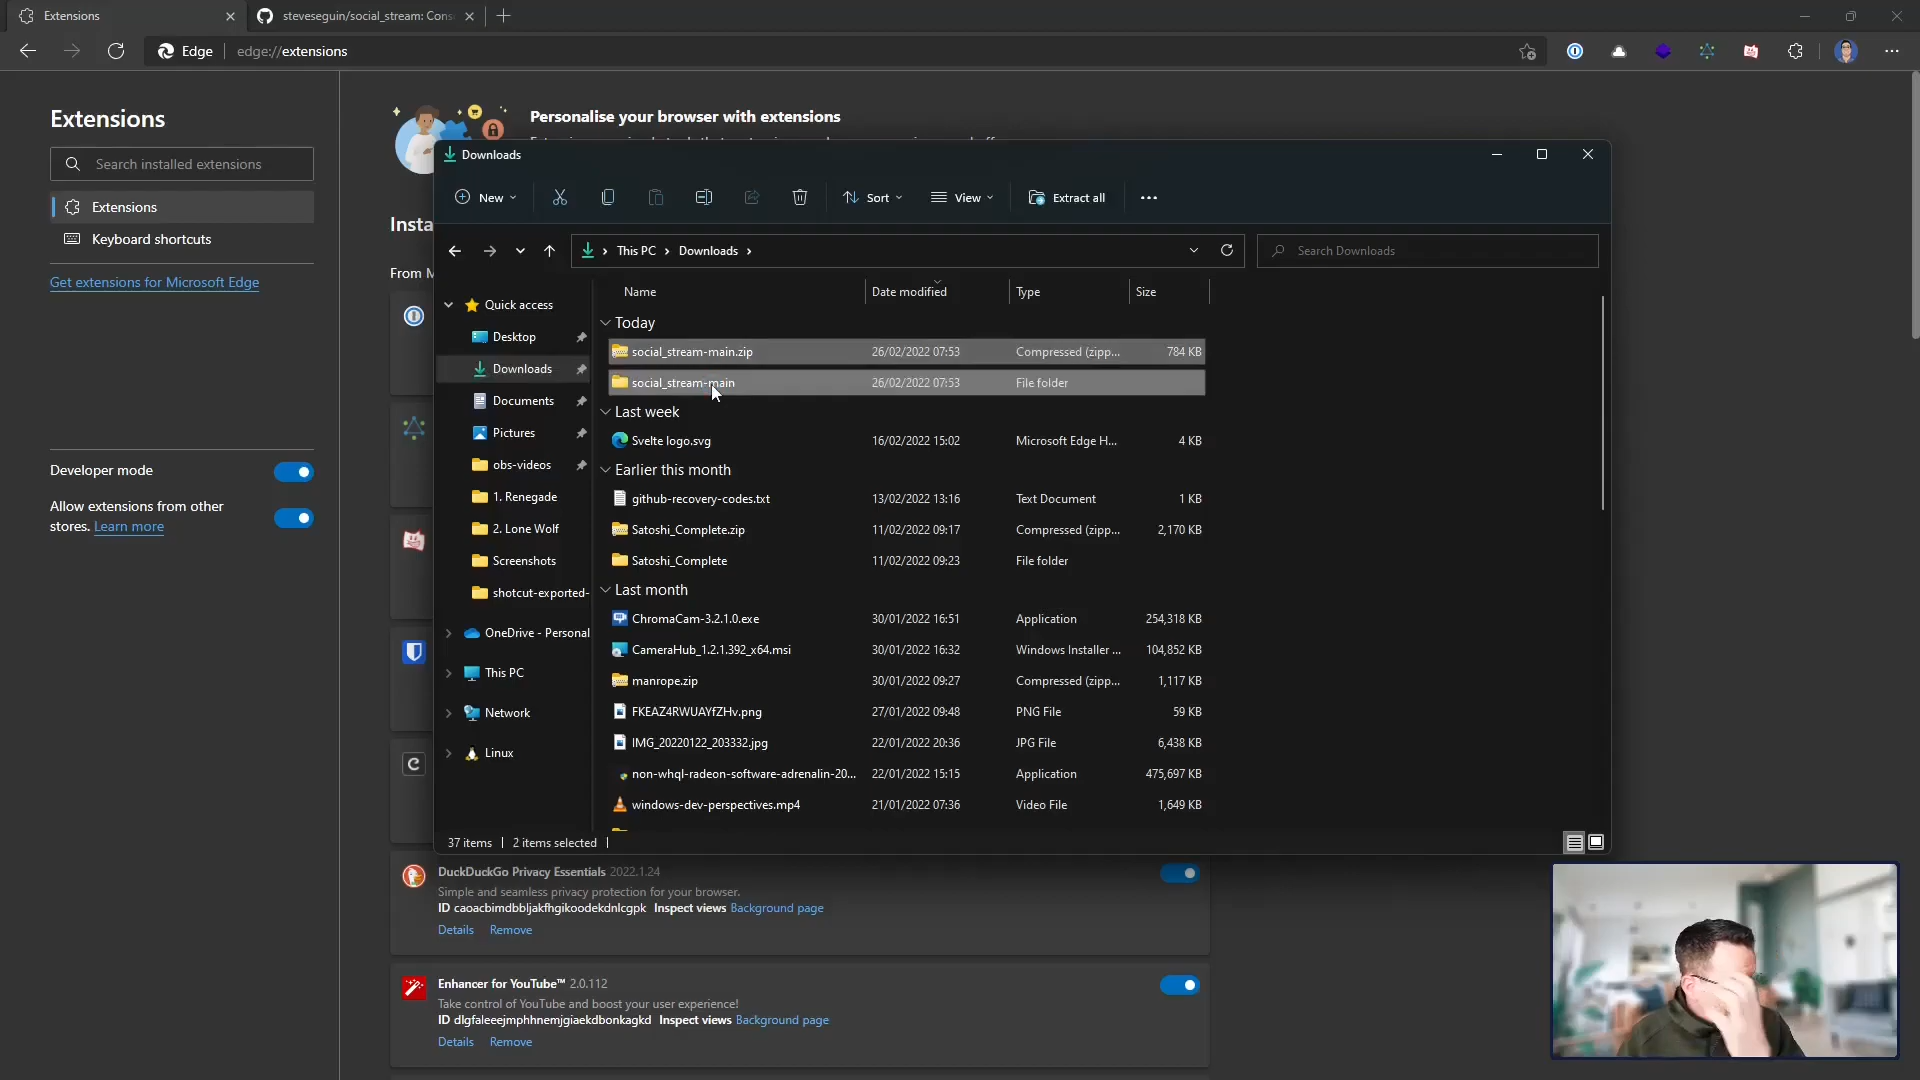 Extensions
steveseguin/social_stream: Cons
Edge
edge://extensions
Extensions
Search installed extensions
Extensions
Keyboard shortcuts
Get extensions for Microsoft Edge
Developer mode
Allow extensions from other
stores. Learn more
Personalise your browser with extensions
Insta
From M
Downloads
New
Sort
View
Extract all
This PC
Downloads
Search Downloads
Name Date modified Type Size
Quick access
Desktop
Downloads
Documents
Pictures
obs-videos
1. Renegade
2. Lone Wolf
Screenshots
shotcut-exported-
OneDrive - Personal
This PC
Network
Linux
Today
social_stream-main.zip 26/02/2022 07:53 Compressed (zipp... 784 KB
social_stream-main 26/02/2022 07:53 File folder
Last week
Svelte logo.svg 16/02/2022 15:02 Microsoft Edge H... 4 KB
Earlier this month
github-recovery-codes.txt 13/02/2022 13:16 Text Document 1 KB
Satoshi_Complete.zip 11/02/2022 09:17 Compressed (zipp... 2,170 KB
Satoshi_Complete 11/02/2022 09:23 File folder
Last month
ChromaCam-3.2.1.0.exe 30/01/2022 16:51 Application 254,318 KB
CameraHub_1.2.1.392_x64.msi 30/01/2022 16:32 Windows Installer ... 104,852 KB
manrope.zip 30/01/2022 09:27 Compressed (zipp... 1,117 KB
FKEAZ4RWUAYfZHv.png 27/01/2022 09:48 PNG File 59 KB
IMG_20220122_203332.jpg 22/01/2022 20:36 JPG File 6,438 KB
non-whql-radeon-software-adrenalin-20... 22/01/2022 15:15 Application 475,697 KB
windows-dev-perspectives.mp4 21/01/2022 07:36 Video File 1,649 KB
37 items 2 items selected
DuckDuckGo Privacy Essentials 2022.1.24
Simple and seamless privacy protection for your browser.
ID caoacbimdbbljakfhgikoodekdnlcgpk Inspect views Background page
Details Remove
Enhancer for YouTube™ 2.0.112
Take control of YouTube and boost your user experience!
ID dlgfaleeejmphhnemjgiaekdbonkagkd Inspect views Background page
Details Remove